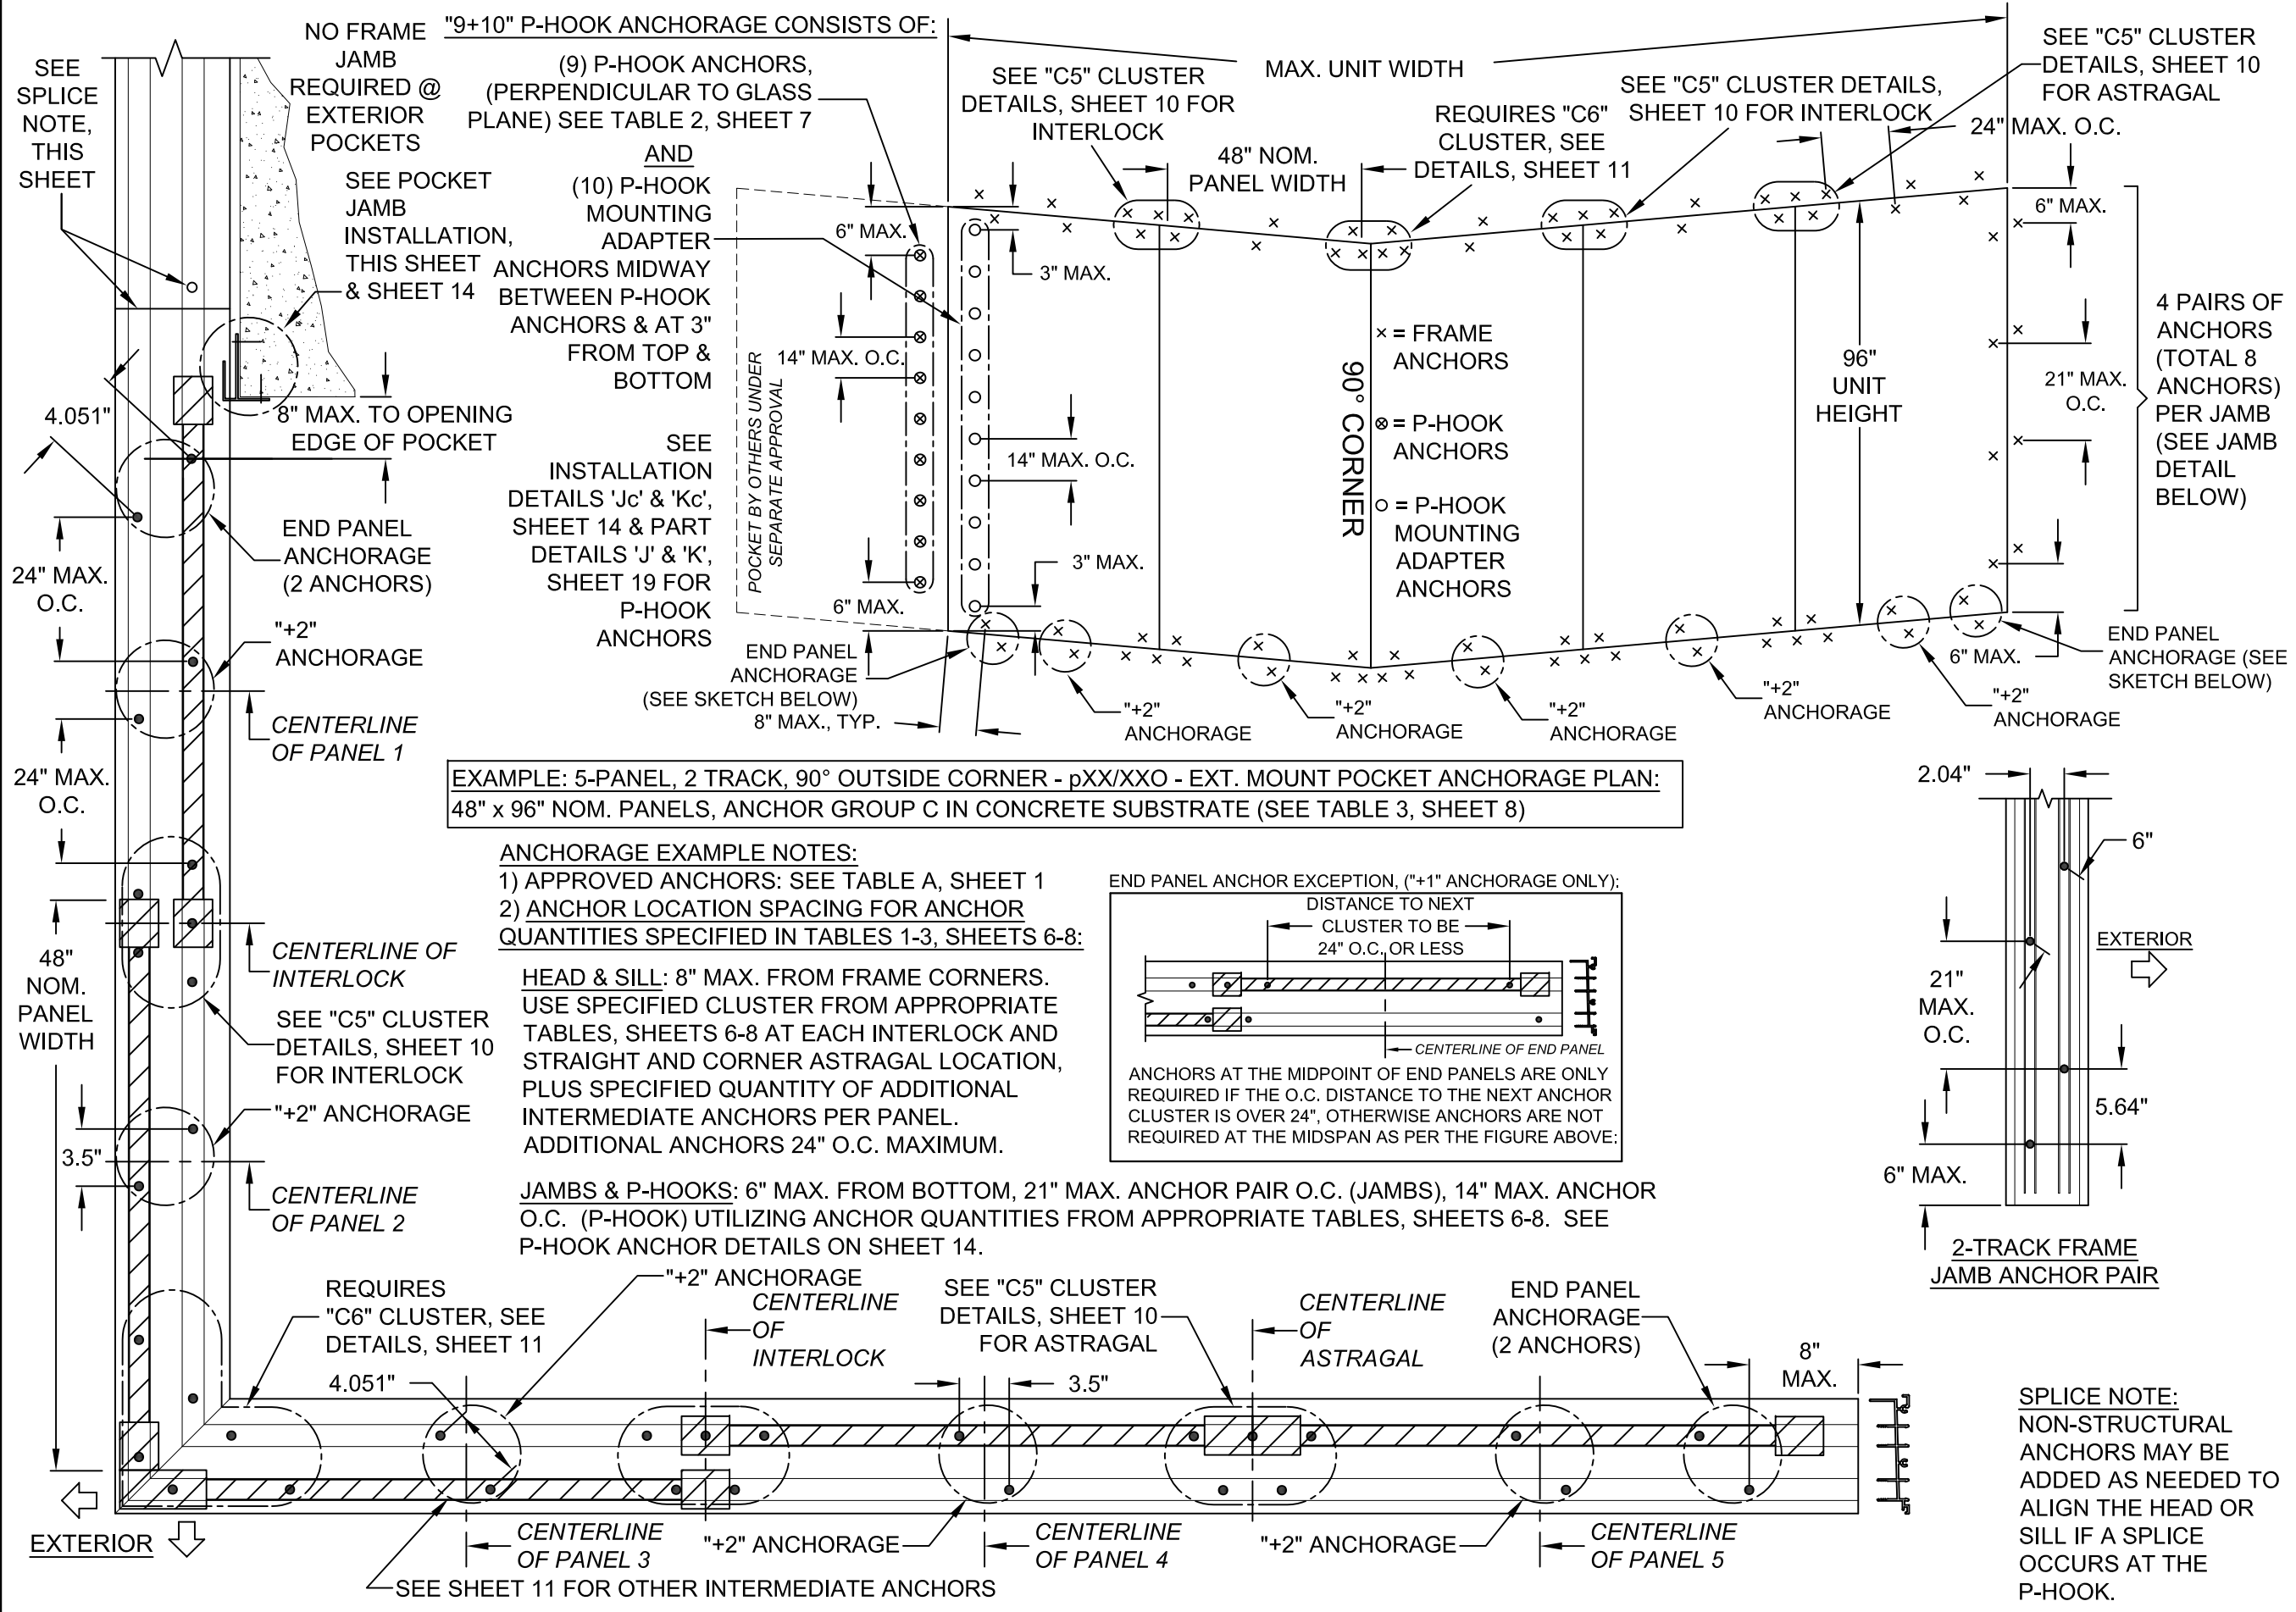 "9+10" P-HOOK ANCHORAGE CONSISTS OF:
NO FRAME
JAMB
REQUIRED @
EXTERIOR
POCKETS
SEE
SPLICE
NOTE,
THIS
SHEET
(9) P-HOOK ANCHORS,
(PERPENDICULAR TO GLASS
PLANE) SEE TABLE 2, SHEET 7
AND
(10) P-HOOK
MOUNTING
ADAPTER
ANCHORS MIDWAY
BETWEEN P-HOOK
ANCHORS & AT 3"
FROM TOP &
BOTTOM
SEE POCKET
JAMB
INSTALLATION,
THIS SHEET
& SHEET 14
SEE
INSTALLATION
DETAILS 'Jc' & 'Kc',
SHEET 14 & PART
DETAILS 'J' & 'K',
SHEET 19 FOR
P-HOOK
ANCHORS
MAX. UNIT WIDTH
SEE "C5" CLUSTER
DETAILS, SHEET 10 FOR
INTERLOCK
48" NOM.
PANEL WIDTH
REQUIRES "C6"
CLUSTER, SEE
DETAILS, SHEET 11
SEE "C5" CLUSTER DETAILS,
SHEET 10 FOR INTERLOCK
SEE "C5" CLUSTER
DETAILS, SHEET 10
FOR ASTRAGAL
24" MAX. O.C.
6" MAX.
6" MAX.
3" MAX.
14" MAX. O.C.
14" MAX. O.C.
3" MAX.
6" MAX.
POCKET BY OTHERS UNDER
SEPARATE APPROVAL
90° CORNER
× = FRAME
ANCHORS
⊗ = P-HOOK
ANCHORS
○ = P-HOOK
MOUNTING
ADAPTER
ANCHORS
96"
UNIT
HEIGHT
21" MAX.
O.C.
4 PAIRS OF
ANCHORS
(TOTAL 8
ANCHORS)
PER JAMB
(SEE JAMB
DETAIL
BELOW)
6" MAX.
END PANEL
ANCHORAGE (SEE
SKETCH BELOW)
END PANEL
ANCHORAGE
(SEE SKETCH BELOW)
8" MAX., TYP.
"+2"
ANCHORAGE
"+2"
ANCHORAGE
"+2"
ANCHORAGE
"+2"
ANCHORAGE
"+2"
ANCHORAGE
4.051"
8" MAX. TO OPENING
EDGE OF POCKET
END PANEL
ANCHORAGE
(2 ANCHORS)
24" MAX.
O.C.
"+2"
ANCHORAGE
CENTERLINE
OF PANEL 1
24" MAX.
O.C.
48"
NOM.
PANEL
WIDTH
CENTERLINE OF
INTERLOCK
SEE "C5" CLUSTER
DETAILS, SHEET 10
FOR INTERLOCK
"+2" ANCHORAGE
3.5"
CENTERLINE
OF PANEL 2
EXAMPLE: 5-PANEL, 2 TRACK, 90° OUTSIDE CORNER - pXX/XXO - EXT. MOUNT POCKET ANCHORAGE PLAN:
48" x 96" NOM. PANELS, ANCHOR GROUP C IN CONCRETE SUBSTRATE (SEE TABLE 3, SHEET 8)
ANCHORAGE EXAMPLE NOTES:
1) APPROVED ANCHORS: SEE TABLE A, SHEET 1
2) ANCHOR LOCATION SPACING FOR ANCHOR
QUANTITIES SPECIFIED IN TABLES 1-3, SHEETS 6-8:
HEAD & SILL: 8" MAX. FROM FRAME CORNERS.
USE SPECIFIED CLUSTER FROM APPROPRIATE
TABLES, SHEETS 6-8 AT EACH INTERLOCK AND
STRAIGHT AND CORNER ASTRAGAL LOCATION,
PLUS SPECIFIED QUANTITY OF ADDITIONAL
INTERMEDIATE ANCHORS PER PANEL.
ADDITIONAL ANCHORS 24" O.C. MAXIMUM.
JAMBS & P-HOOKS: 6" MAX. FROM BOTTOM, 21" MAX. ANCHOR PAIR O.C. (JAMBS), 14" MAX. ANCHOR
O.C. (P-HOOK) UTILIZING ANCHOR QUANTITIES FROM APPROPRIATE TABLES, SHEETS 6-8. SEE
P-HOOK ANCHOR DETAILS ON SHEET 14.
END PANEL ANCHOR EXCEPTION, ("+1" ANCHORAGE ONLY):
DISTANCE TO NEXT
CLUSTER TO BE
24" O.C. OR LESS
CENTERLINE OF END PANEL
ANCHORS AT THE MIDPOINT OF END PANELS ARE ONLY
REQUIRED IF THE O.C. DISTANCE TO THE NEXT ANCHOR
CLUSTER IS OVER 24", OTHERWISE ANCHORS ARE NOT
REQUIRED AT THE MIDSPAN AS PER THE FIGURE ABOVE:
2.04"
6"
EXTERIOR
21"
MAX.
O.C.
5.64"
6" MAX.
2-TRACK FRAME
JAMB ANCHOR PAIR
REQUIRES
"C6" CLUSTER, SEE
DETAILS, SHEET 11
4.051"
"+2" ANCHORAGE
CENTERLINE
OF
INTERLOCK
SEE "C5" CLUSTER
DETAILS, SHEET 10
FOR ASTRAGAL
3.5"
CENTERLINE
OF
ASTRAGAL
END PANEL
ANCHORAGE
(2 ANCHORS)
8"
MAX.
EXTERIOR
CENTERLINE
OF PANEL 3
SEE SHEET 11 FOR OTHER INTERMEDIATE ANCHORS
"+2" ANCHORAGE
CENTERLINE
OF PANEL 4
"+2" ANCHORAGE
CENTERLINE
OF PANEL 5
SPLICE NOTE:
NON-STRUCTURAL
ANCHORS MAY BE
ADDED AS NEEDED TO
ALIGN THE HEAD OR
SILL IF A SPLICE
OCCURS AT THE
P-HOOK.